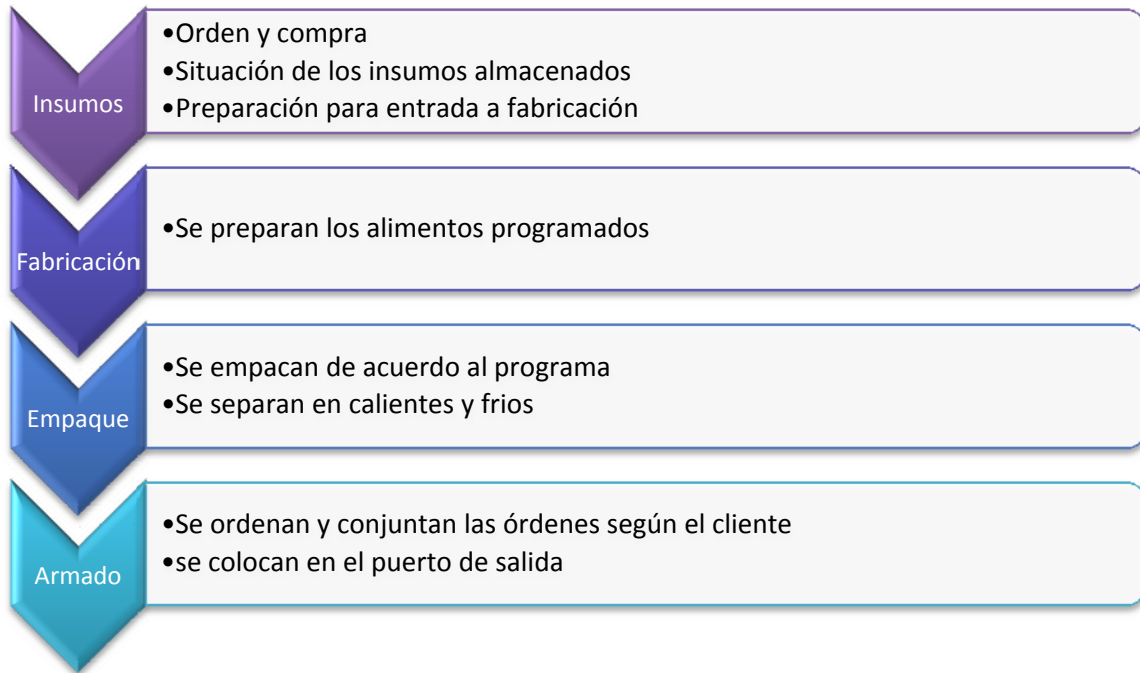 Insumos
•Orden y compra
•Situación de los insumos almacenados
•Preparación para entrada a fabricación
Fabricación
•Se preparan los alimentos programados
Empaque
•Se empacan de acuerdo al programa
•Se separan en calientes y frios
Armado
•Se ordenan y conjuntan las órdenes según el cliente
•se colocan en el puerto de salida